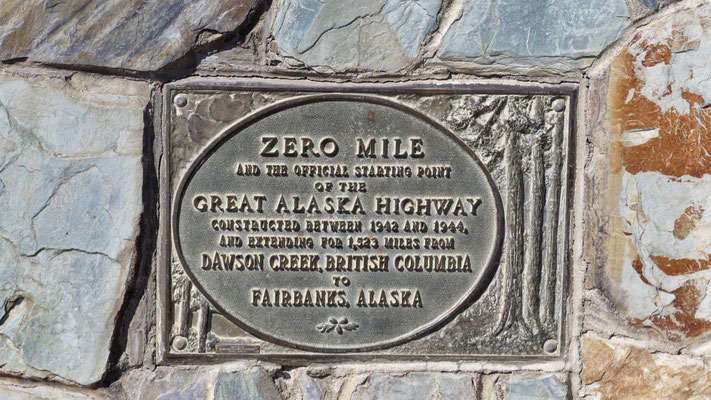 ZERO MILE
AND THE OFFICIAL STARTING POINT
OF THE
GREAT ALASKA HIGHWAY
CONSTRUCTED BETWEEN 1942 AND 1944,
AND EXTENDING FOR 1,523 MILES FROM
DAWSON CREEK, BRITISH COLUMBIA
TO
FAIRBANKS, ALASKA